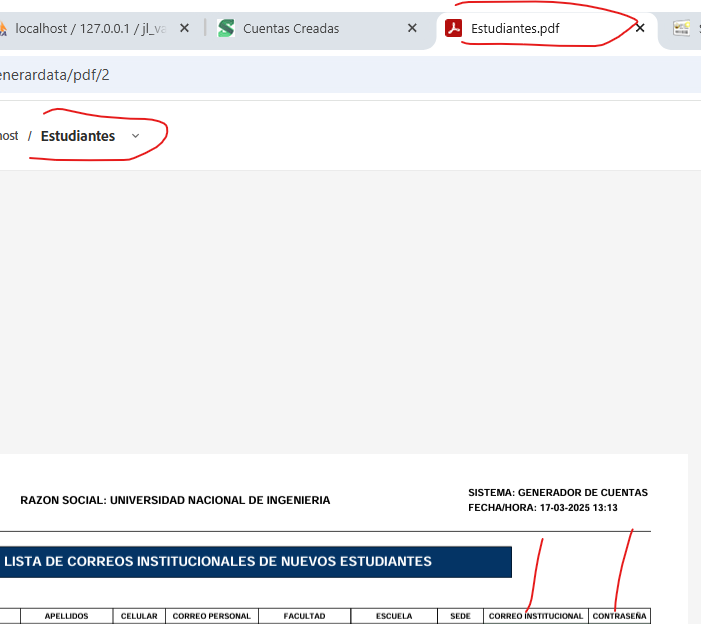 localhost / 127.0.0.1 / jl_va
Cuentas Creadas
Estudiantes.pdf
enerardata/pdf/2
host / Estudiantes
RAZON SOCIAL: UNIVERSIDAD NACIONAL DE INGENIERIA
SISTEMA: GENERADOR DE CUENTAS
FECHA/HORA: 17-03-2025 13:13
LISTA DE CORREOS INSTITUCIONALES DE NUEVOS ESTUDIANTES
APELLIDOS CELULAR CORREO PERSONAL FACULTAD ESCUELA SEDE CORREO INSTITUCIONAL CONTRASEÑA